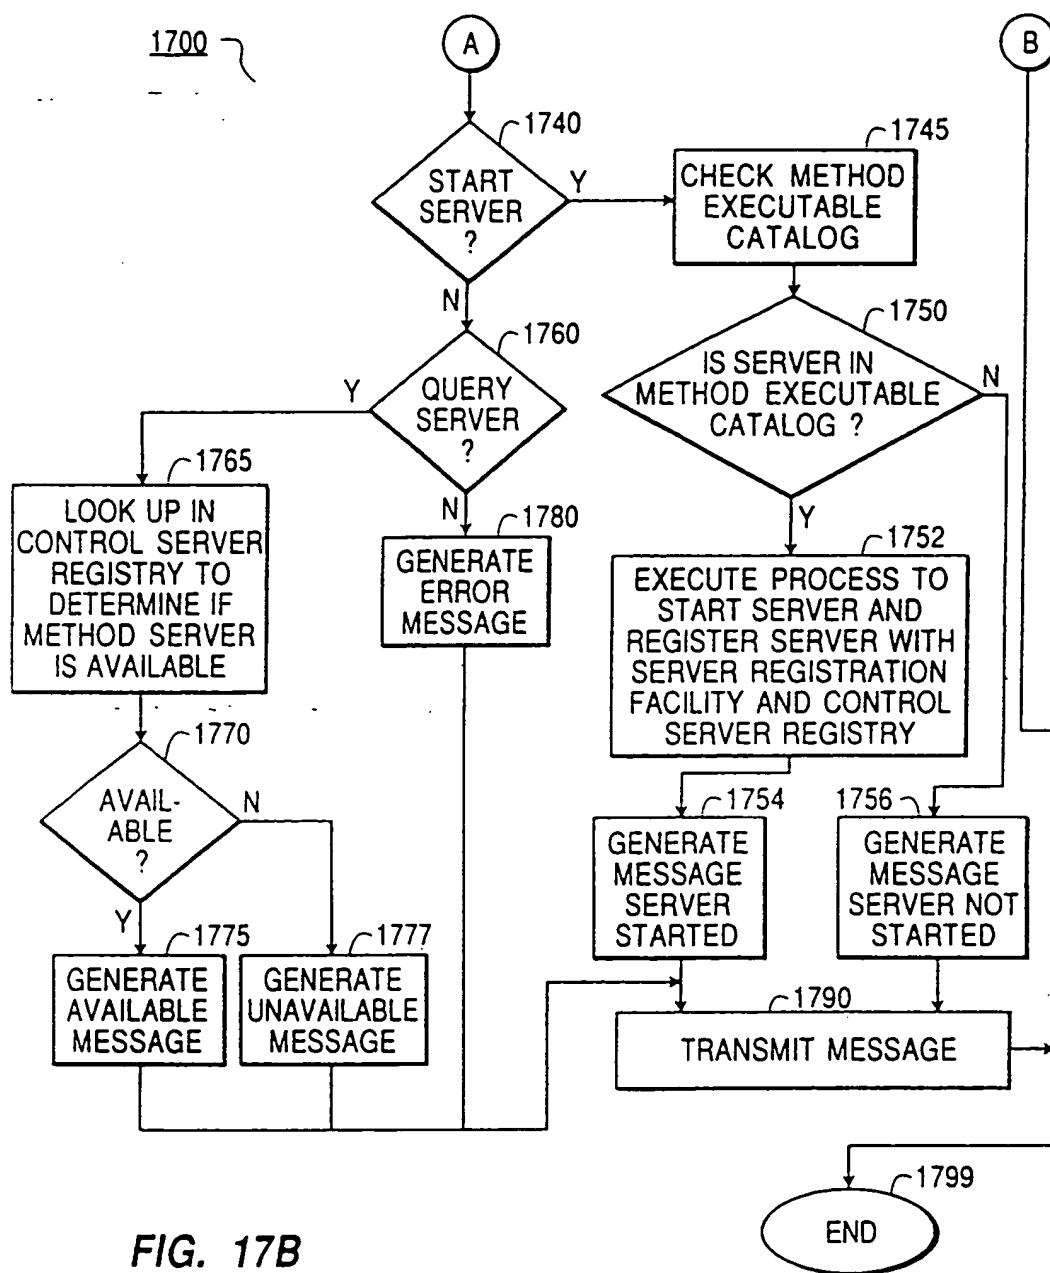 1700
A
B
1740
START
SERVER
?
Y
N
1745
CHECK METHOD
EXECUTABLE
CATALOG
1750
IS SERVER IN
METHOD EXECUTABLE
CATALOG ?
N
Y
1760
QUERY
SERVER
?
Y
N
1765
LOOK UP IN
CONTROL SERVER
REGISTRY TO
DETERMINE IF
METHOD SERVER
IS AVAILABLE
1780
GENERATE
ERROR
MESSAGE
1752
EXECUTE PROCESS TO
START SERVER AND
REGISTER SERVER WITH
SERVER REGISTRATION
FACILITY AND CONTROL
SERVER REGISTRY
1770
AVAIL-
ABLE
?
N
Y
1754
GENERATE
MESSAGE
SERVER
STARTED
1756
GENERATE
MESSAGE
SERVER NOT
STARTED
1775
GENERATE
AVAILABLE
MESSAGE
1777
GENERATE
UNAVAILABLE
MESSAGE
1790
TRANSMIT MESSAGE
1799
END
FIG. 17B